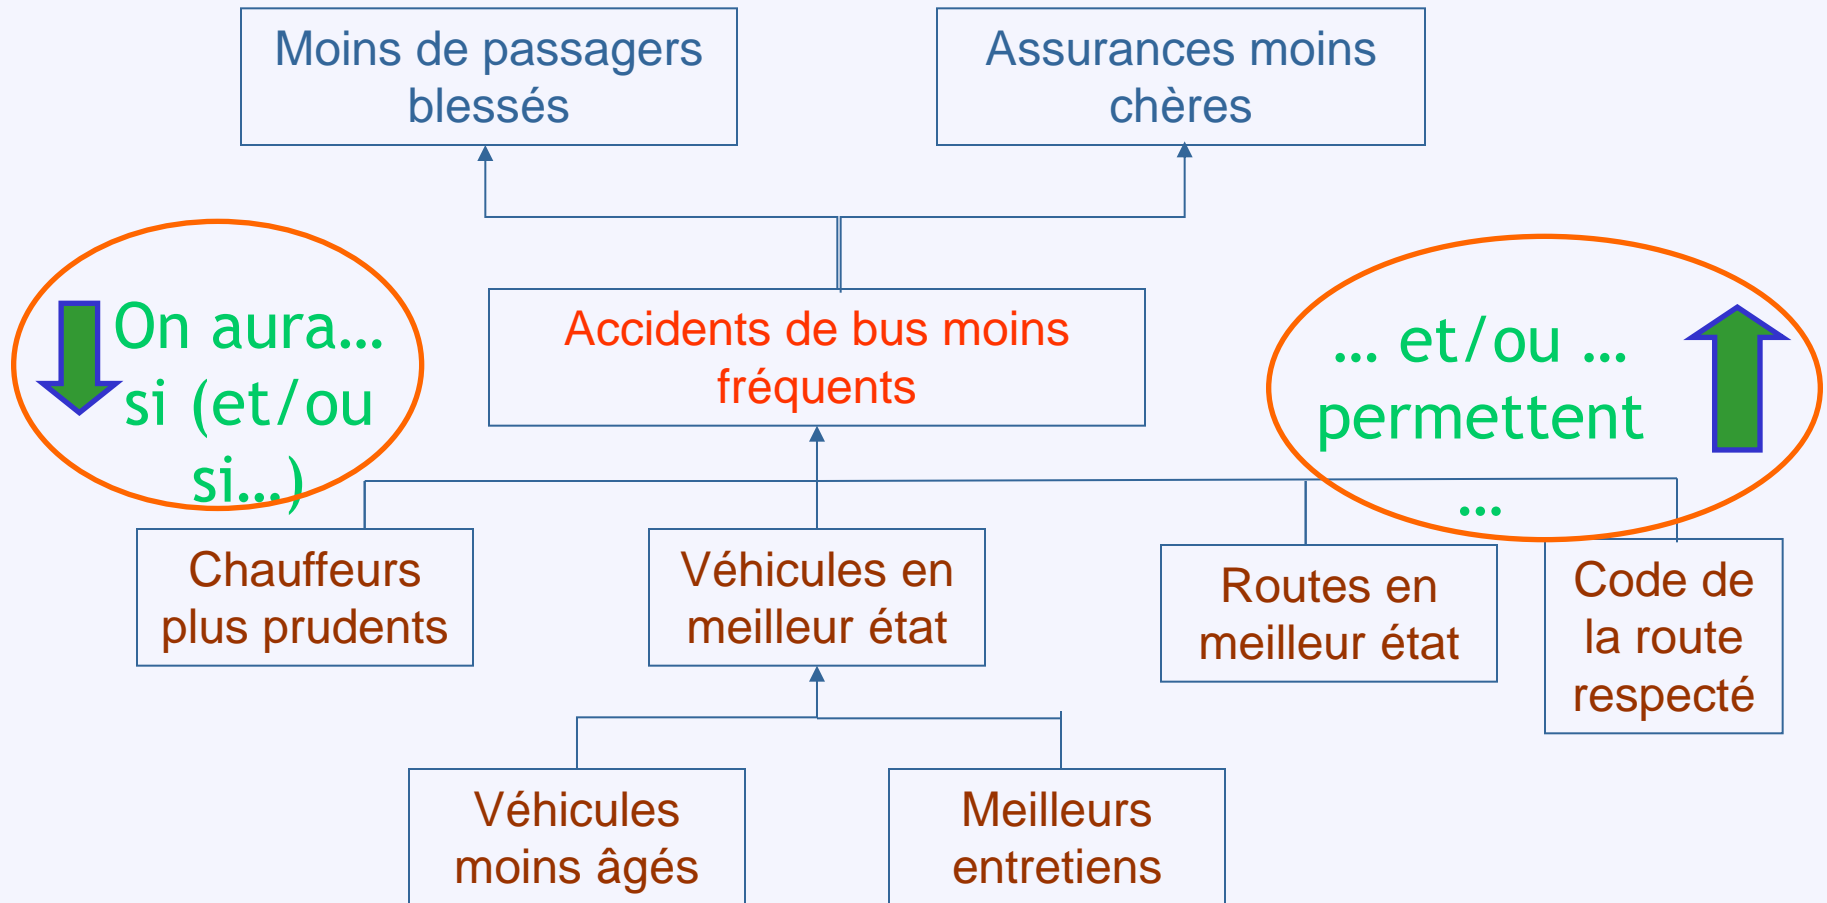 Moins de passagers
blessés
Assurances moins
chères
On aura…
si (et/ou
si…)
Accidents de bus moins
fréquents
… et/ou …
permettent
…
Chauffeurs
plus prudents
Véhicules en
meilleur état
Routes en
meilleur état
Code de
la route
respecté
Véhicules
moins âgés
Meilleurs
entretiens